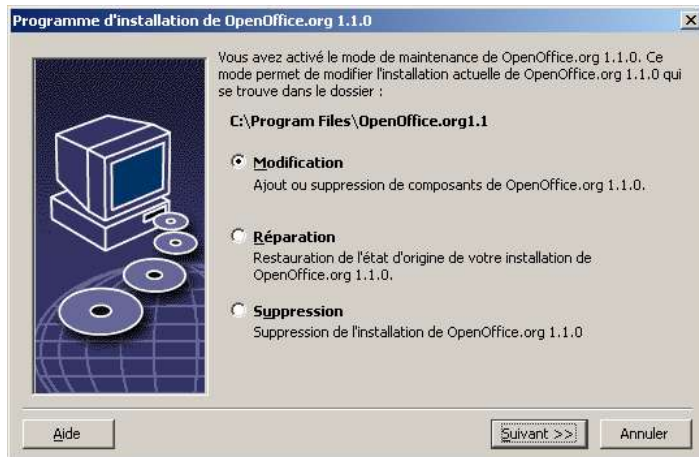 Programme d'installation de OpenOffice.org 1.1.0
Vous avez activé le mode de maintenance de OpenOffice.org 1.1.0. Ce
mode permet de modifier l'installation actuelle de OpenOffice.org 1.1.0 qui
se trouve dans le dossier :
C:\Program Files\OpenOffice.org1.1
Modification
Ajout ou suppression de composants de OpenOffice.org 1.1.0.
Réparation
Restauration de l'état d'origine de votre installation de
OpenOffice.org 1.1.0.
Suppression
Suppression de l'installation de OpenOffice.org 1.1.0
Aide
Suivant >>
Annuler